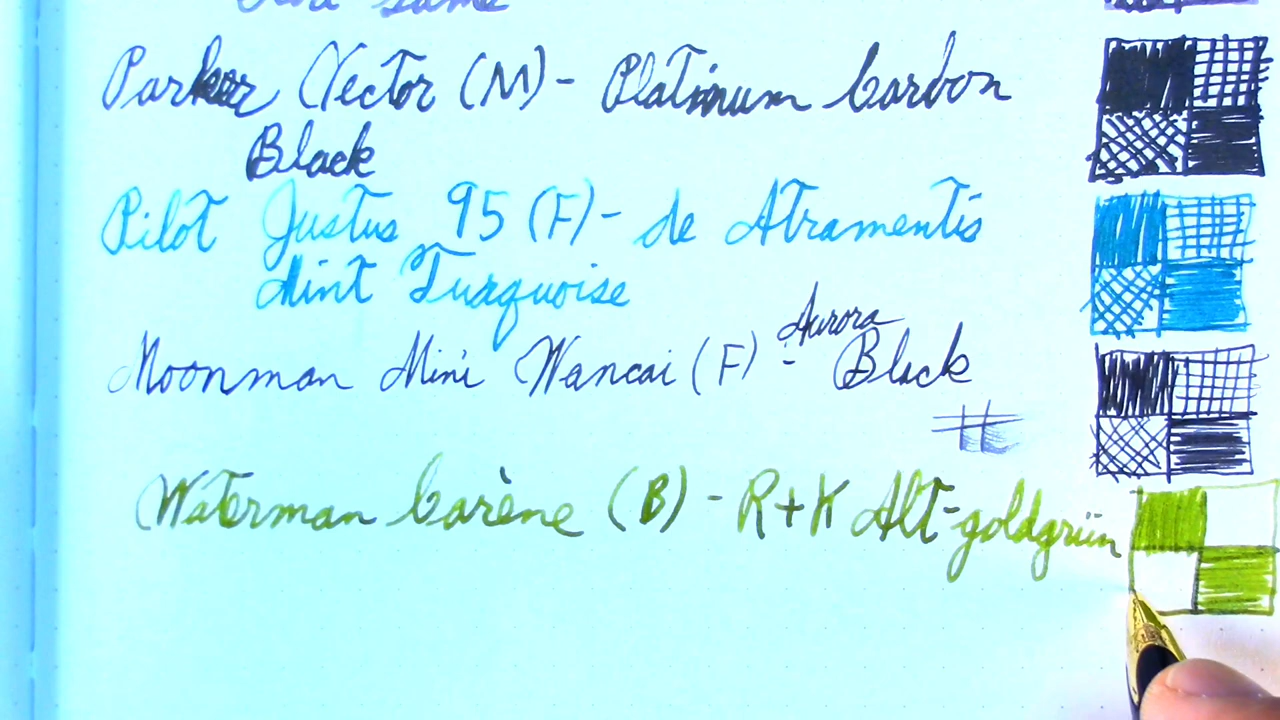 Parker Vector (M) - Platinum Carbon
Black
Pilot Justus 95 (F) - de Atramentis
Mint Turquoise
Aurora
Moonman Mini Wancai (F) - Black
Waterman Carène (B) - R+K Alt-goldgrün